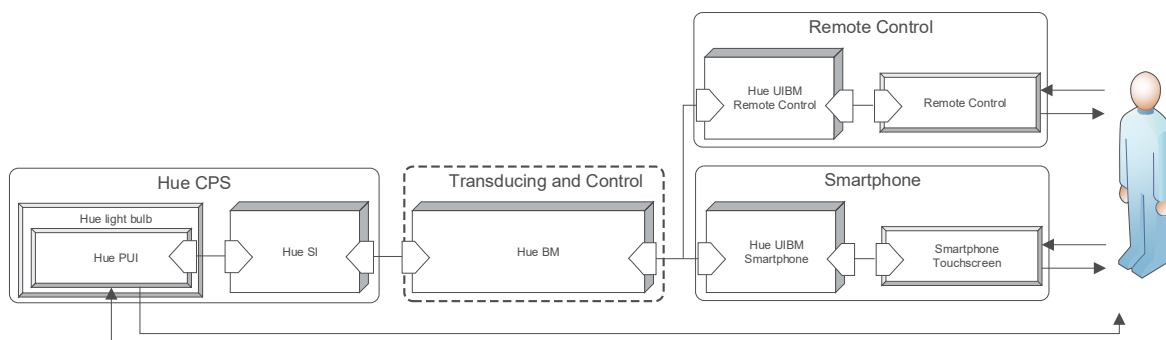 Remote Control
Hue UIBM
Remote Control
Remote Control
Hue CPS
Transducing and Control
Smartphone
Hue light bulb
Hue PUI
Hue SI
Hue BM
Hue UIBM
Smartphone
Smartphone
Touchscreen